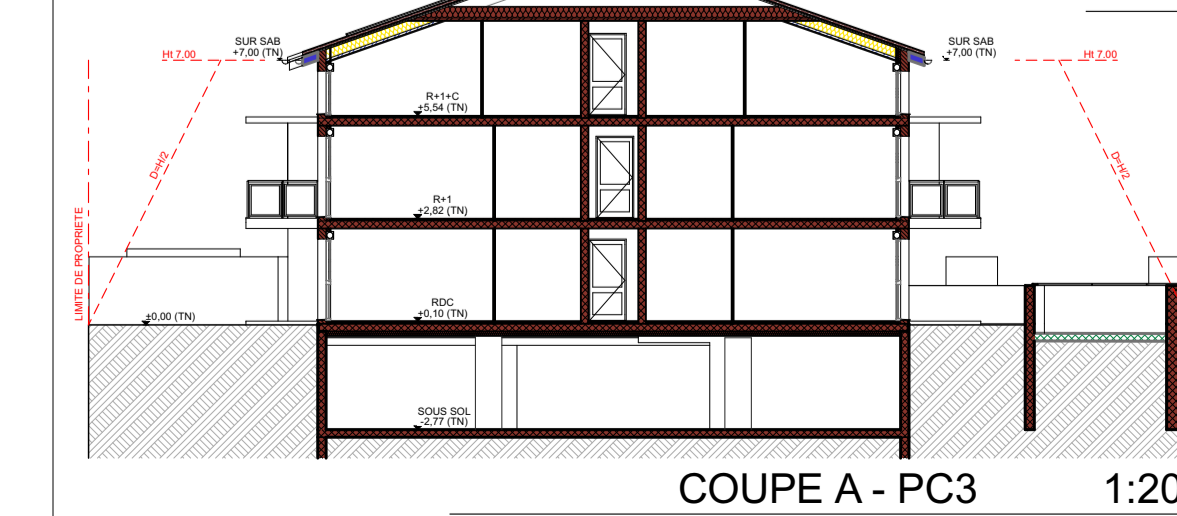 SUR SAB
+7,00 (TN)
Ht 7.00
SUR SAB
+7,00 (TN)
Ht 7.00
R+1+C
+5,54 (TN)
D=H/2
D=H/2
R+1
+2,82 (TN)
LIMITE DE PROPRIETE
RDC
+0,10 (TN)
±0,00 (TN)
SOUS SOL
-2,77 (TN)
COUPE A - PC3
1:20